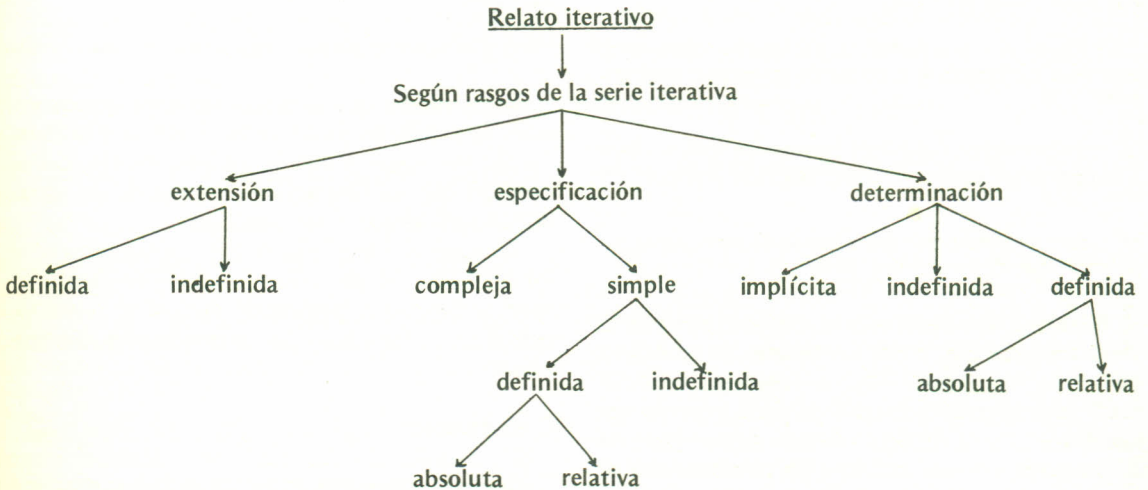 Relato iterativo
Según rasgos de la serie iterativa
extensión especificación determinación
definida indefinida compleja simple implícita indefinida definida
definida indefinida absoluta relativa
absoluta relativa